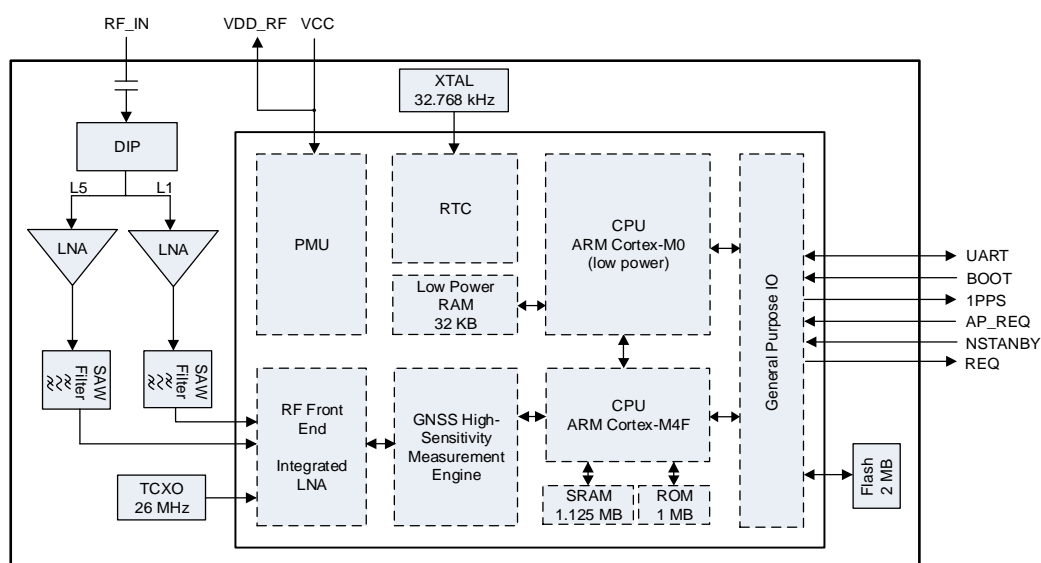 RF_IN
VDD_RF
VCC
XTAL
32.768 kHz
DIP
L5
L1
LNA
LNA
SAW
Filter
SAW
Filter
TCXO
26 MHz
PMU
RTC
Low Power
RAM
32 KB
CPU
ARM Cortex-M0
(low power)
RF Front
End
Integrated
LNA
GNSS High-
Sensitivity
Measurement
Engine
CPU
ARM Cortex-M4F
SRAM
1.125 MB
ROM
1 MB
General Purpose IO
UART
BOOT
1PPS
AP_REQ
NSTANBY
REQ
Flash
2 MB